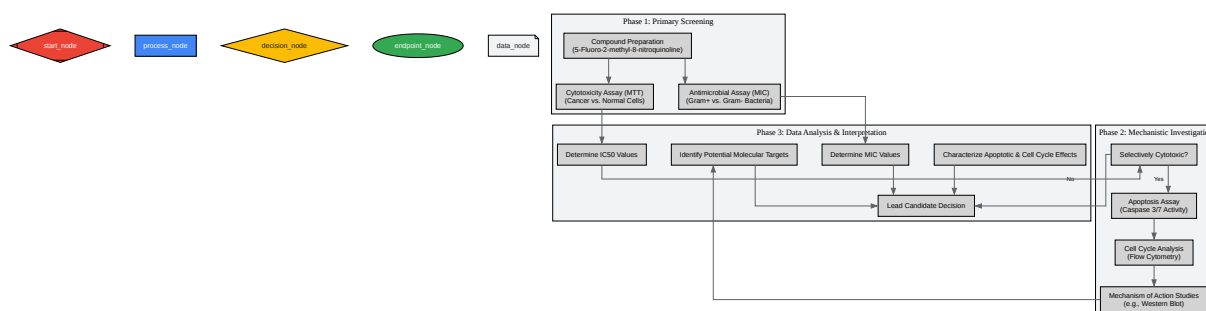 start_node
process_node
decision_node
endpoint_node
data_node
Phase 1: Primary Screening
Compound Preparation
(5-Fluoro-2-methyl-8-nitroquinoline)
Cytotoxicity Assay (MTT)
(Cancer vs. Normal Cells)
Antimicrobial Assay (MIC)
(Gram+ vs. Gram- Bacteria)
Phase 3: Data Analysis & Interpretation
Determine IC50 Values
Identify Potential Molecular Targets
Determine MIC Values
Characterize Apoptotic & Cell Cycle Effects
Lead Candidate Decision
Phase 2: Mechanistic Investigatio
Selectively Cytotoxic?
No
Yes
Apoptosis Assay
(Caspase 3/7 Activity)
Cell Cycle Analysis
(Flow Cytometry)
Mechanism of Action Studies
(e.g., Western Blot)